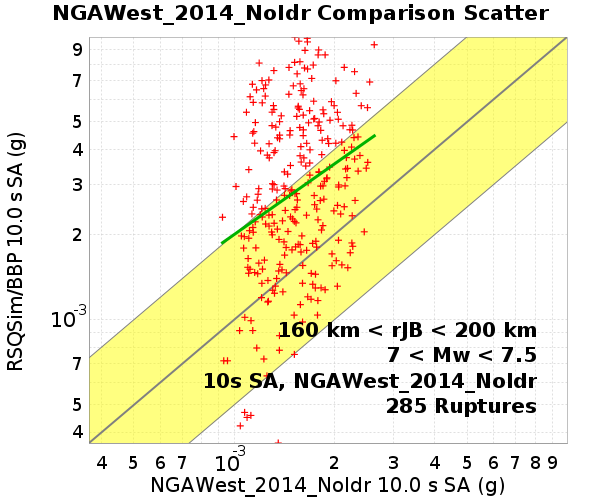 NGAWest_2014_NoIdr Comparison Scatter
RSQSim/BBP 10.0 s SA (g)
9
7
5
4
3
2
10-3
7
5
4
160 km < rJB < 200 km
7 < Mw < 7.5
10s SA, NGAWest_2014_NoIdr
285 Ruptures
4 5 6 7 10-3 2 3 4 5 6 7 8 9
NGAWest_2014_NoIdr 10.0 s SA (g)